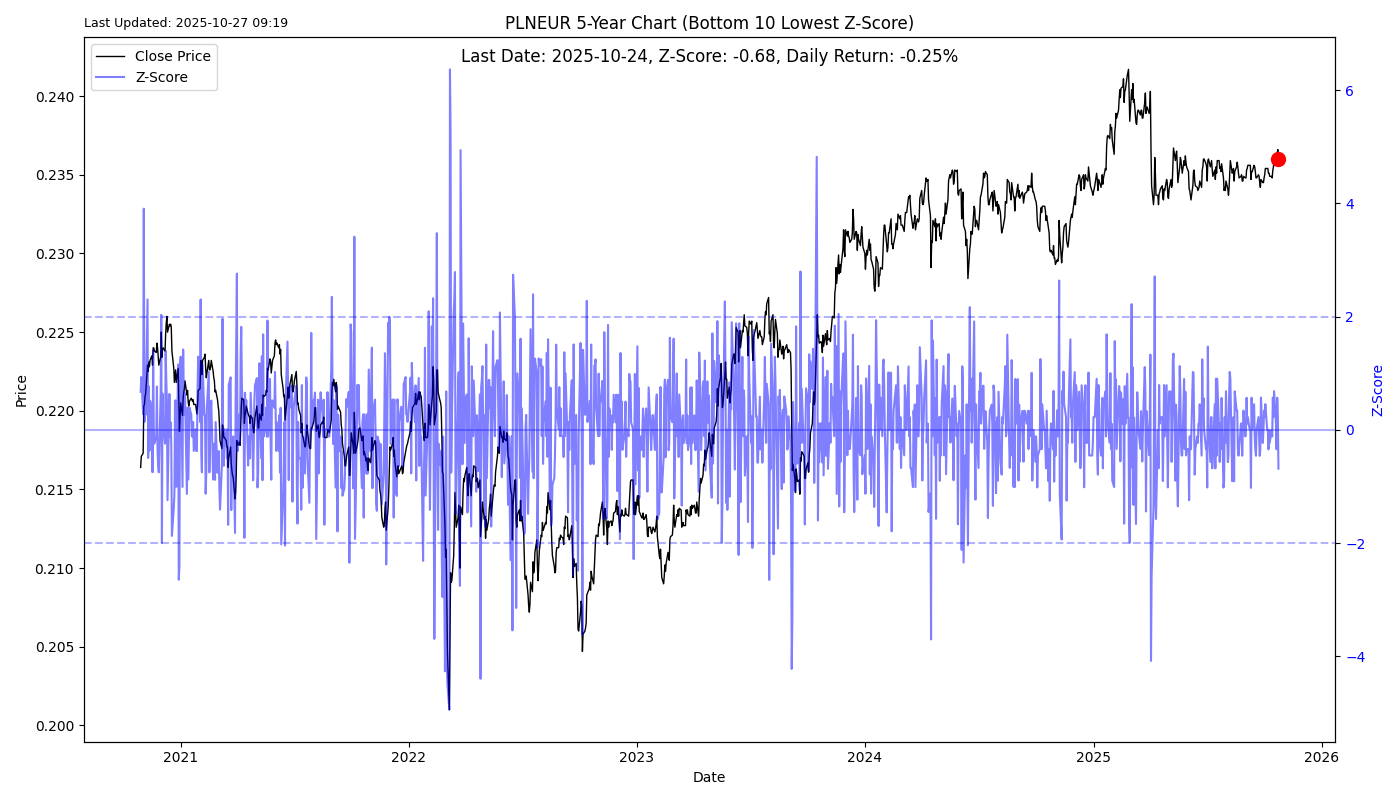 Last Updated: 2025-10-27 09:19
PLNEUR 5-Year Chart (Bottom 10 Lowest Z-Score)
Last Date: 2025-10-24, Z-Score: -0.68, Daily Return: -0.25%
Close Price
Z-Score
0.240
0.235
0.230
0.225
0.220
0.215
0.210
0.205
0.200
Price
6
4
2
0
−2
−4
Z-Score
2021
2022
2023
2024
2025
2026
Date